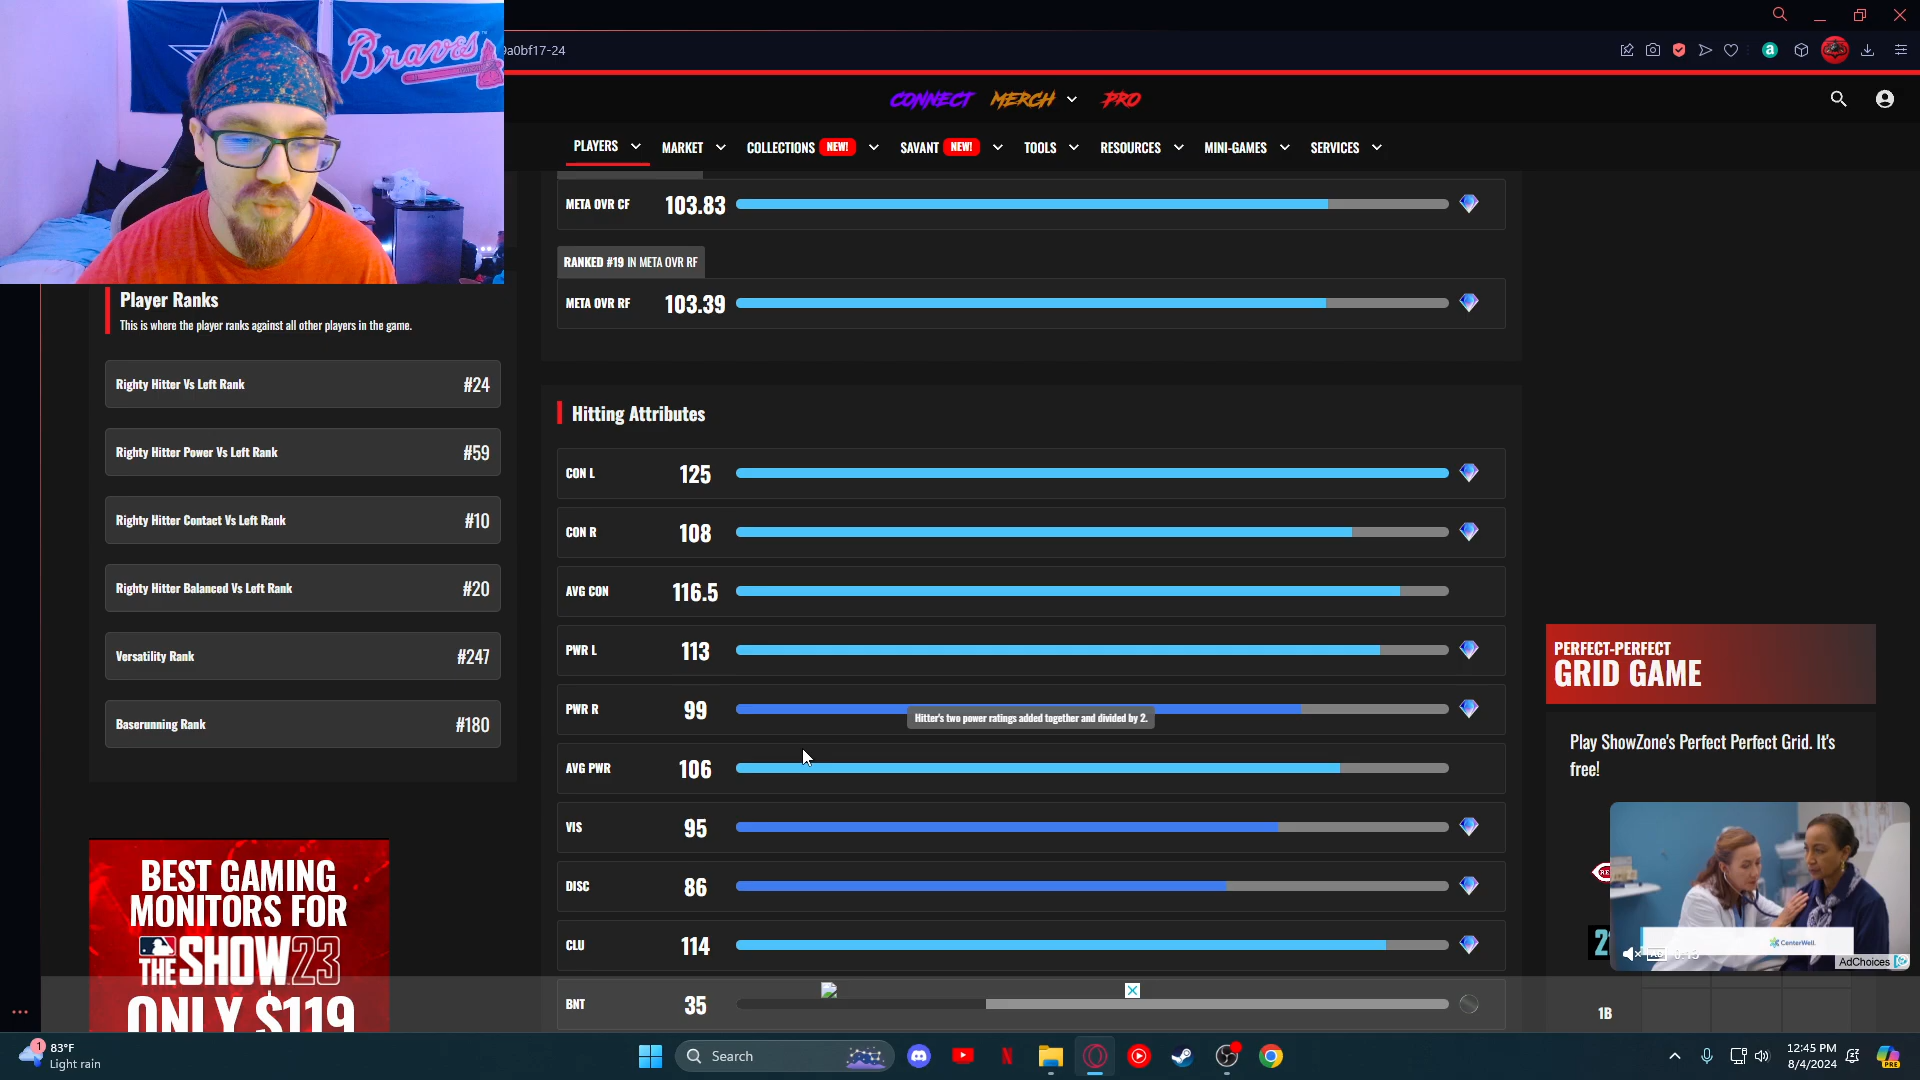 Braves
9a0bf17-24
CONNECT MERCH PRO
PLAYERS MARKET COLLECTIONS NEW! SAVANT NEW! TOOLS RESOURCES MINI-GAMES SERVICES
META OVR CF 103.83
RANKED #19 IN META OVR RF
META OVR RF 103.39
Player Ranks
This is where the player ranks against all other players in the game.
Righty Hitter Vs Left Rank #24
Righty Hitter Power Vs Left Rank #59
Righty Hitter Contact Vs Left Rank #10
Righty Hitter Balanced Vs Left Rank #20
Versatility Rank #247
Baserunning Rank #180
BEST GAMING
MONITORS FOR
THE SHOW 23
ONLY $119
Hitting Attributes
CON L 125
CON R 108
AVG CON 116.5
PWR L 113
PWR R 99
Hitter's two power ratings added together and divided by 2.
AVG PWR 106
VIS 95
DISC 86
CLU 114
BNT 35
PERFECT-PERFECT
GRID GAME
Play ShowZone's Perfect Perfect Grid. It's
free!
CenterWell.
AdChoices
1B
1
83°F
Light rain
Search
12:45 PM
8/4/2024
PRE